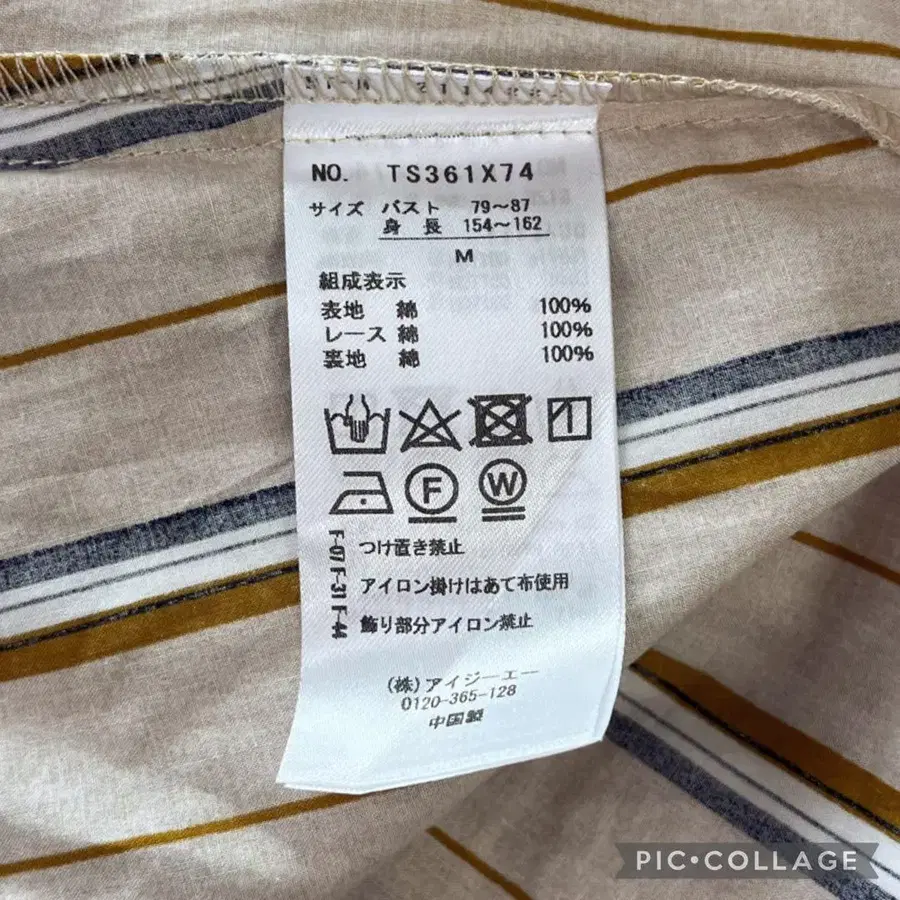 NO. TS361X74
サイズ バスト 79～87
身 長 154～162
M
組成表示
表地 綿 100%
レース 綿 100%
裏地 綿 100%
F
W
F-07 つけ置き禁止
F-31 アイロン掛けはあて布使用
F-44 飾り部分アイロン禁止
(株)アイジーエー
0120-365-128
中国製
PIC•COLLAGE